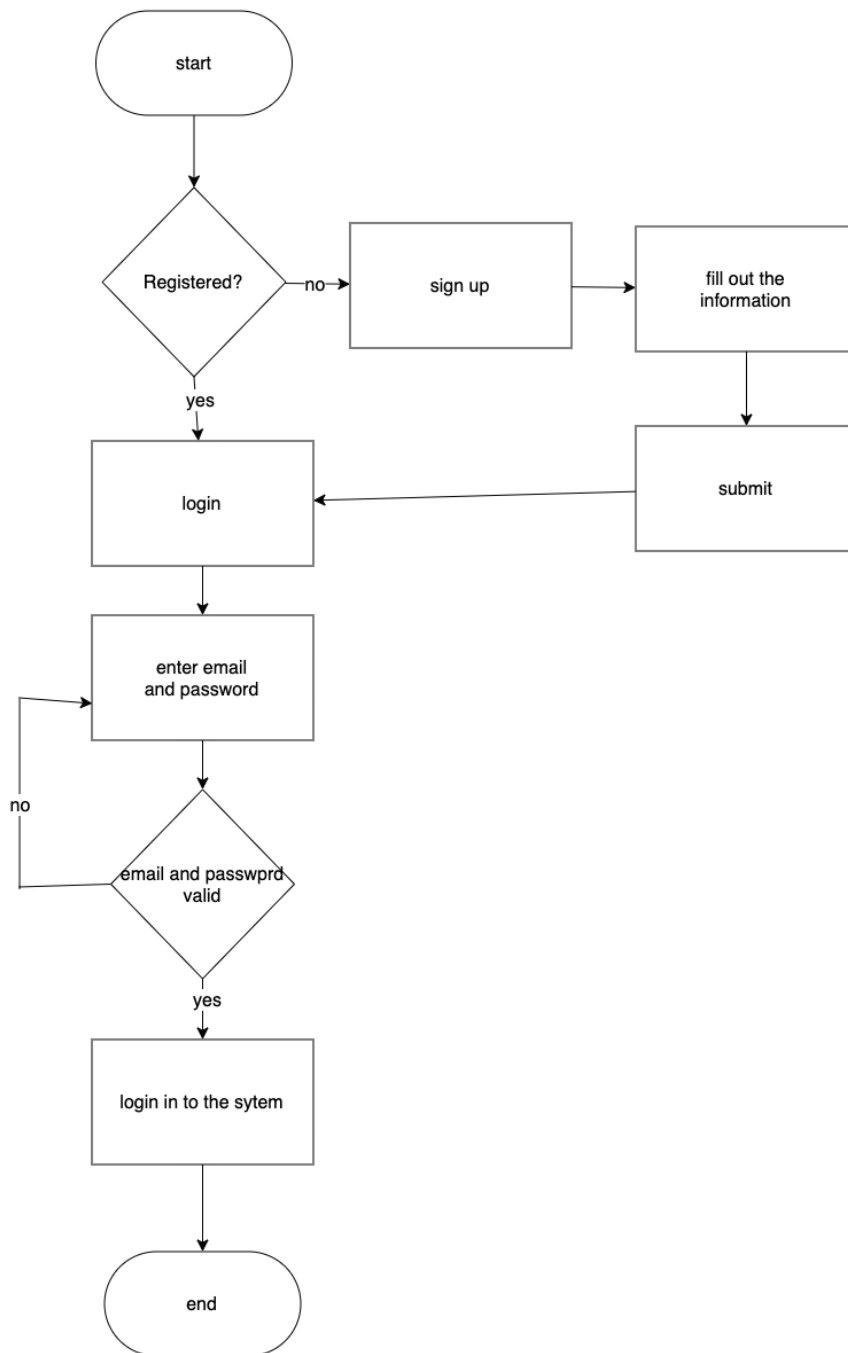 start
Registered?
no
sign up
fill out the
information
yes
login
submit
enter email
and password
no
email and passwprd
valid
yes
login in to the sytem
end